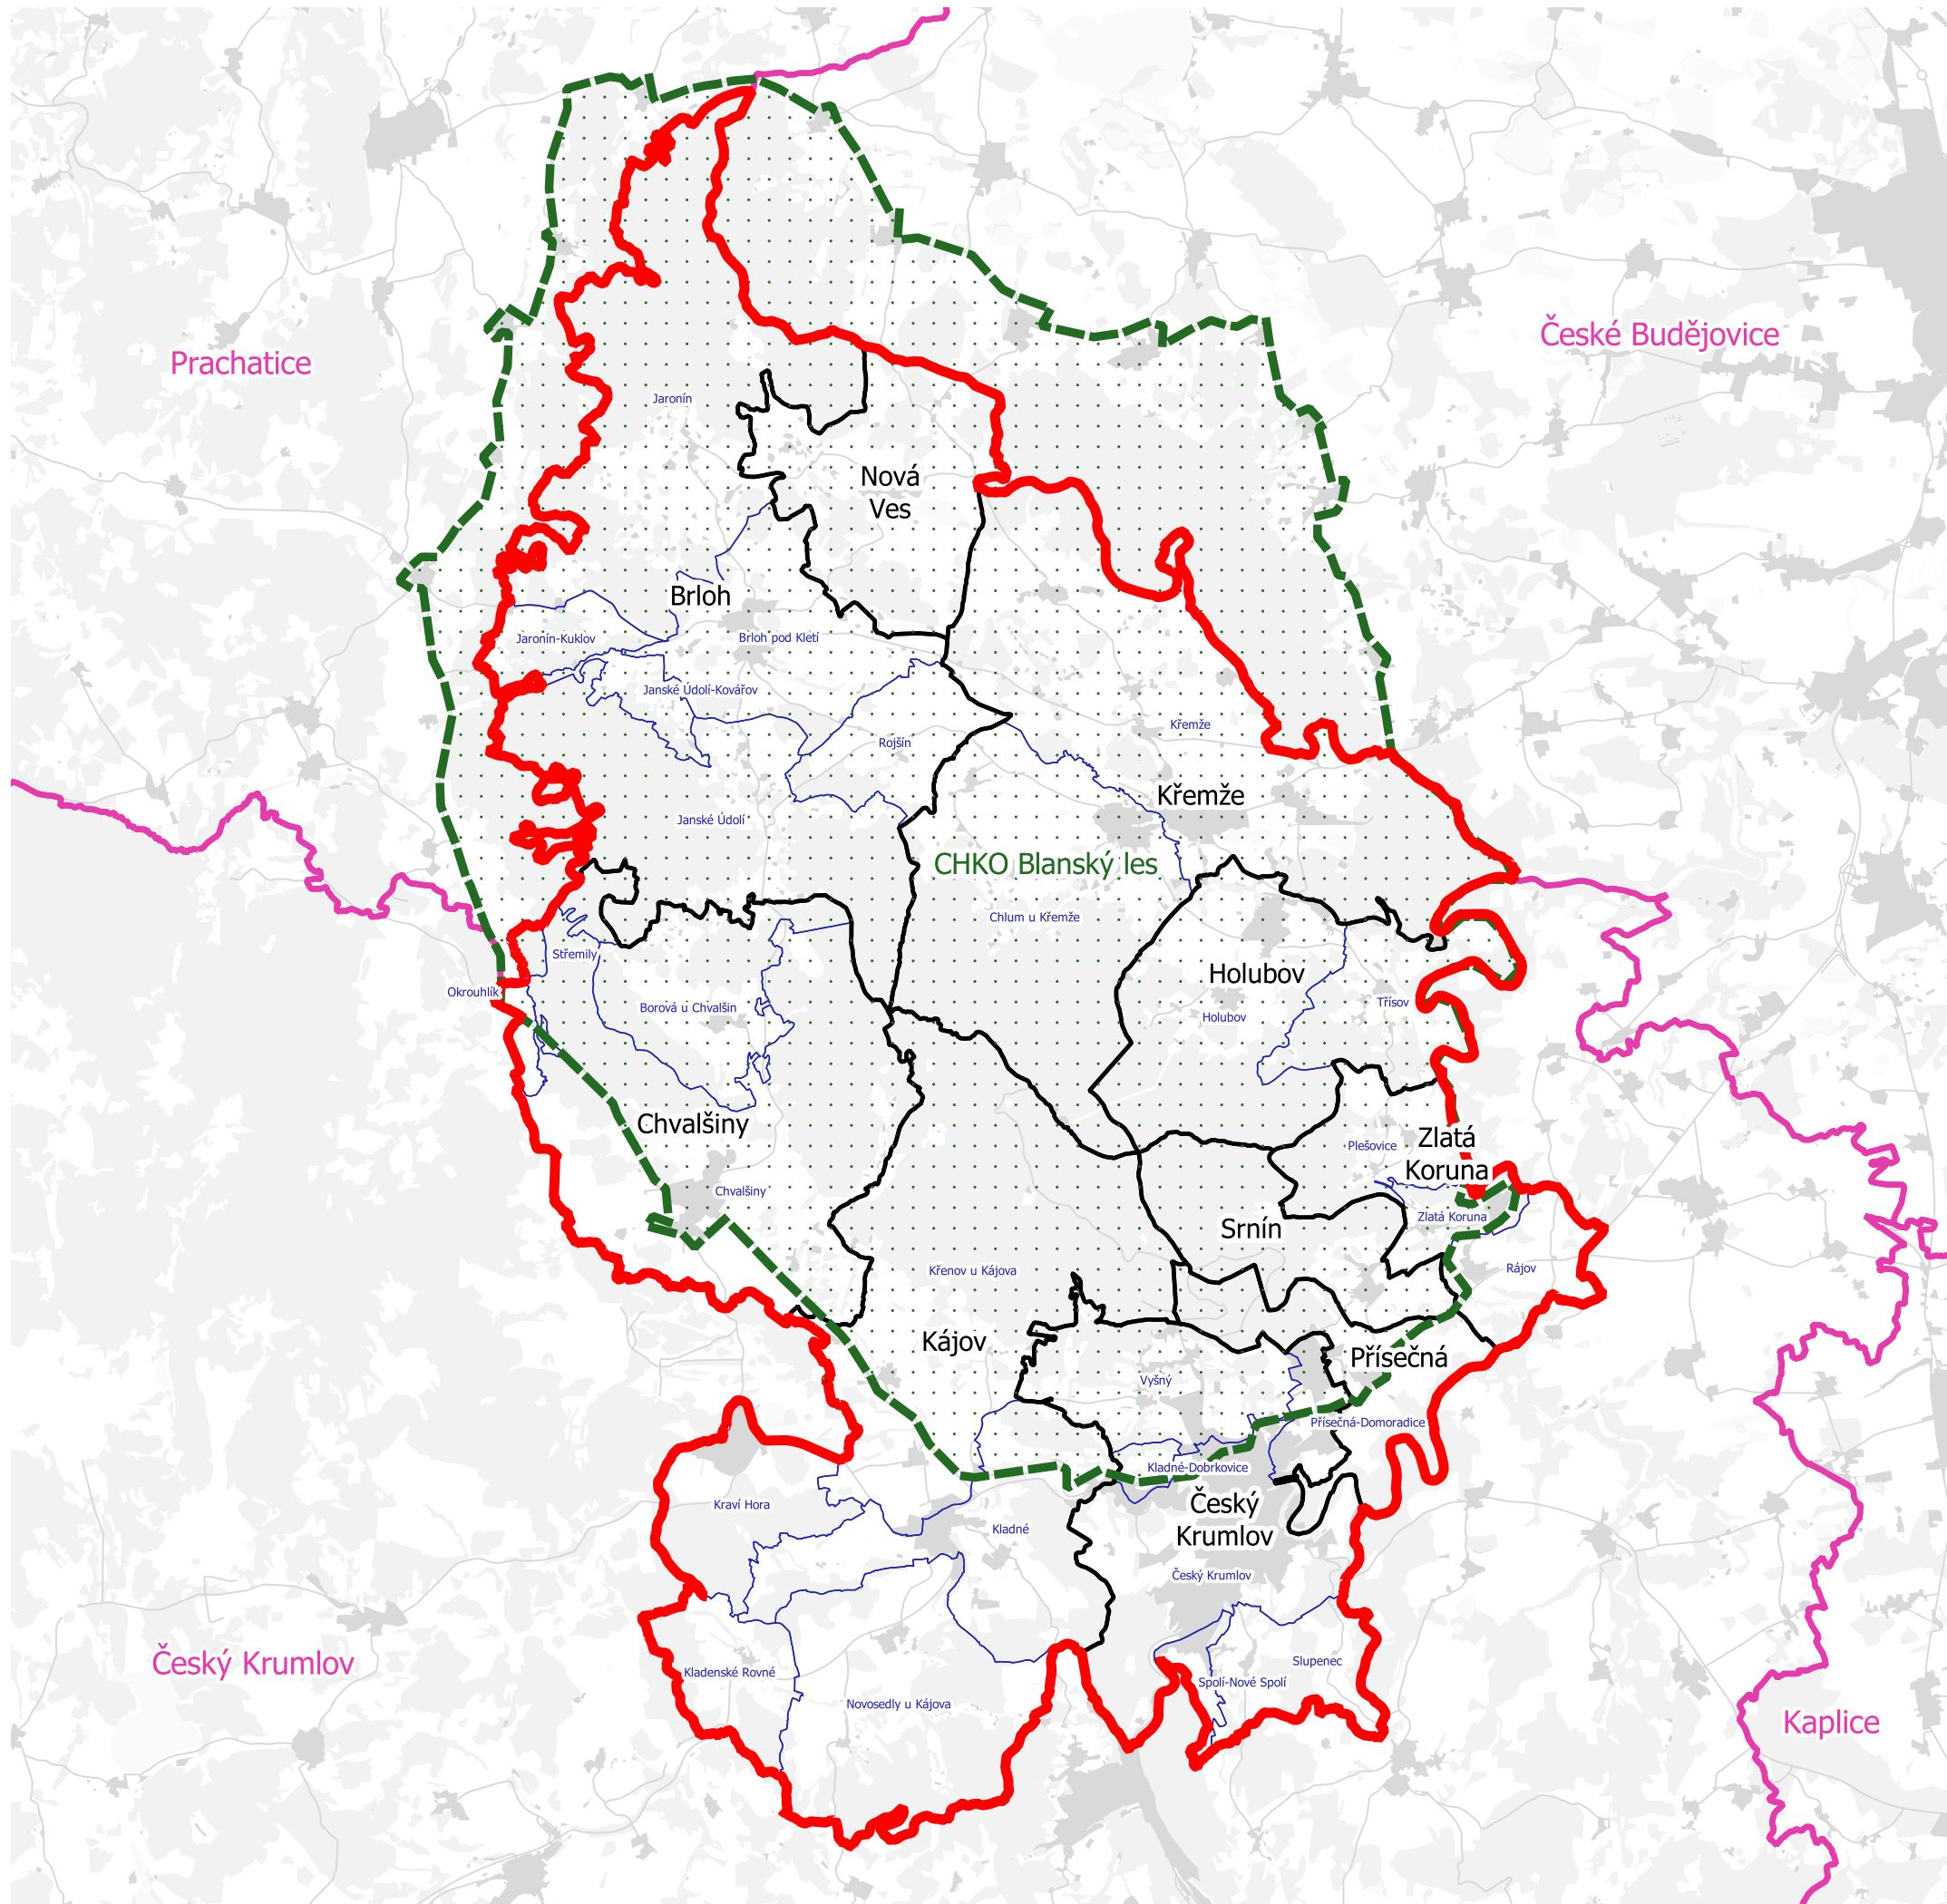 České Budějovice
Prachatice
Jaronín
Nová
Ves
Brloh
Jaronín-Kuklov
Brloh pod Kletí
Janské Údolí-Kovářov
Křemže
Rojšín
Křemže
Janské Údolí
CHKO Blanský les
Chlum u Křemže
Střemily
Holubov
Okrouhlík
Třísov
Borová u Chvalšin
Holubov
Chvalšiny
Zlatá
Koruna
Plešovice
Chvalšiny
Zlatá Koruna
Srnín
Rájov
Křenov u Kájova
Kájov
Přísečná
Vyšný
Přísečná-Domoradice
Kladné-Dobrkovice
Kraví Hora
Český
Krumlov
Kladné
Český Krumlov
Český Krumlov
Slupenec
Kladenské Rovné
Spolí-Nové Spolí
Novosedly u Kájova
Kaplice